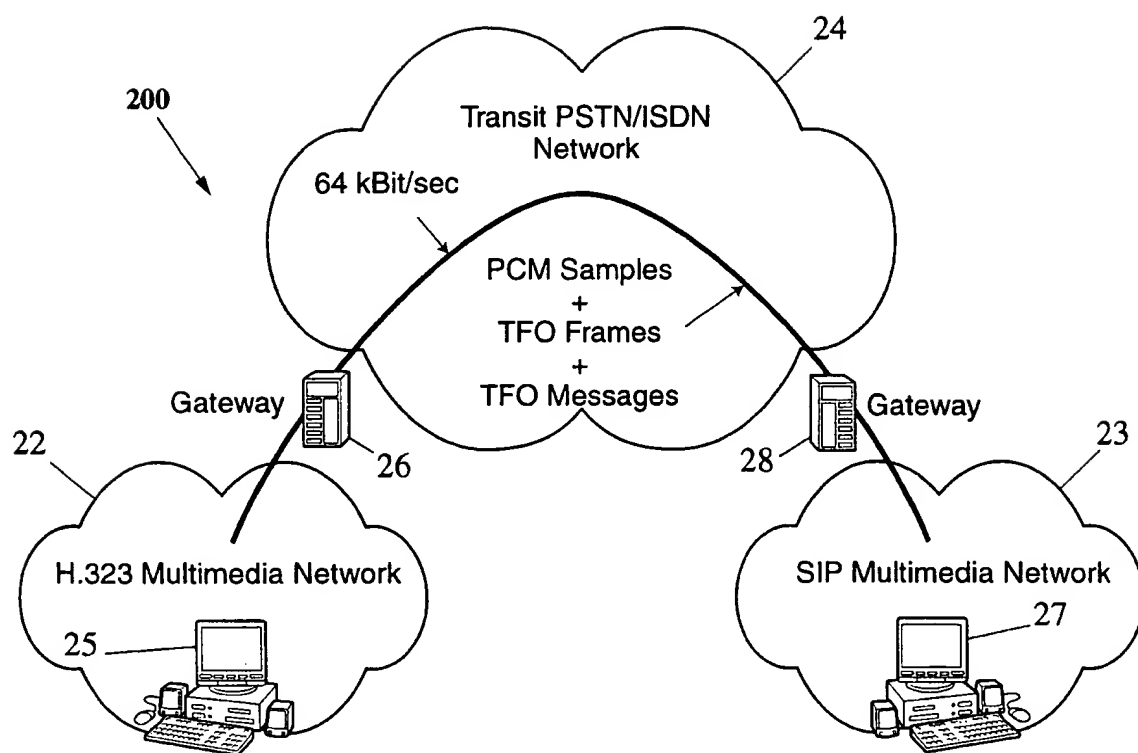 24
200
Transit PSTN/ISDN
Network
64 kBit/sec
PCM Samples
+
TFO Frames
+
TFO Messages
Gateway
Gateway
22
26
28
23
H.323 Multimedia Network
SIP Multimedia Network
25
27